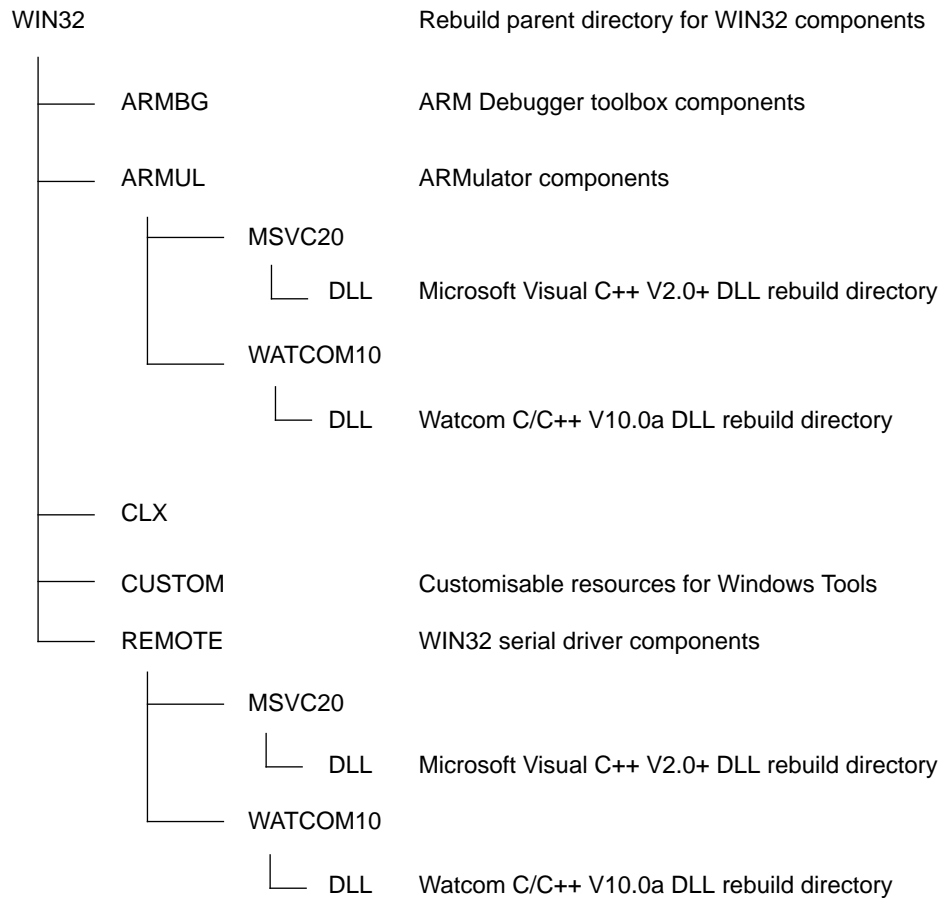 WIN32 Rebuild parent directory for WIN32 components
ARMBG ARM Debugger toolbox components
ARMUL ARMulator components
MSVC20
DLL Microsoft Visual C++ V2.0+ DLL rebuild directory
WATCOM10
DLL Watcom C/C++ V10.0a DLL rebuild directory
CLX
CUSTOM Customisable resources for Windows Tools
REMOTE WIN32 serial driver components
MSVC20
DLL Microsoft Visual C++ V2.0+ DLL rebuild directory
WATCOM10
DLL Watcom C/C++ V10.0a DLL rebuild directory